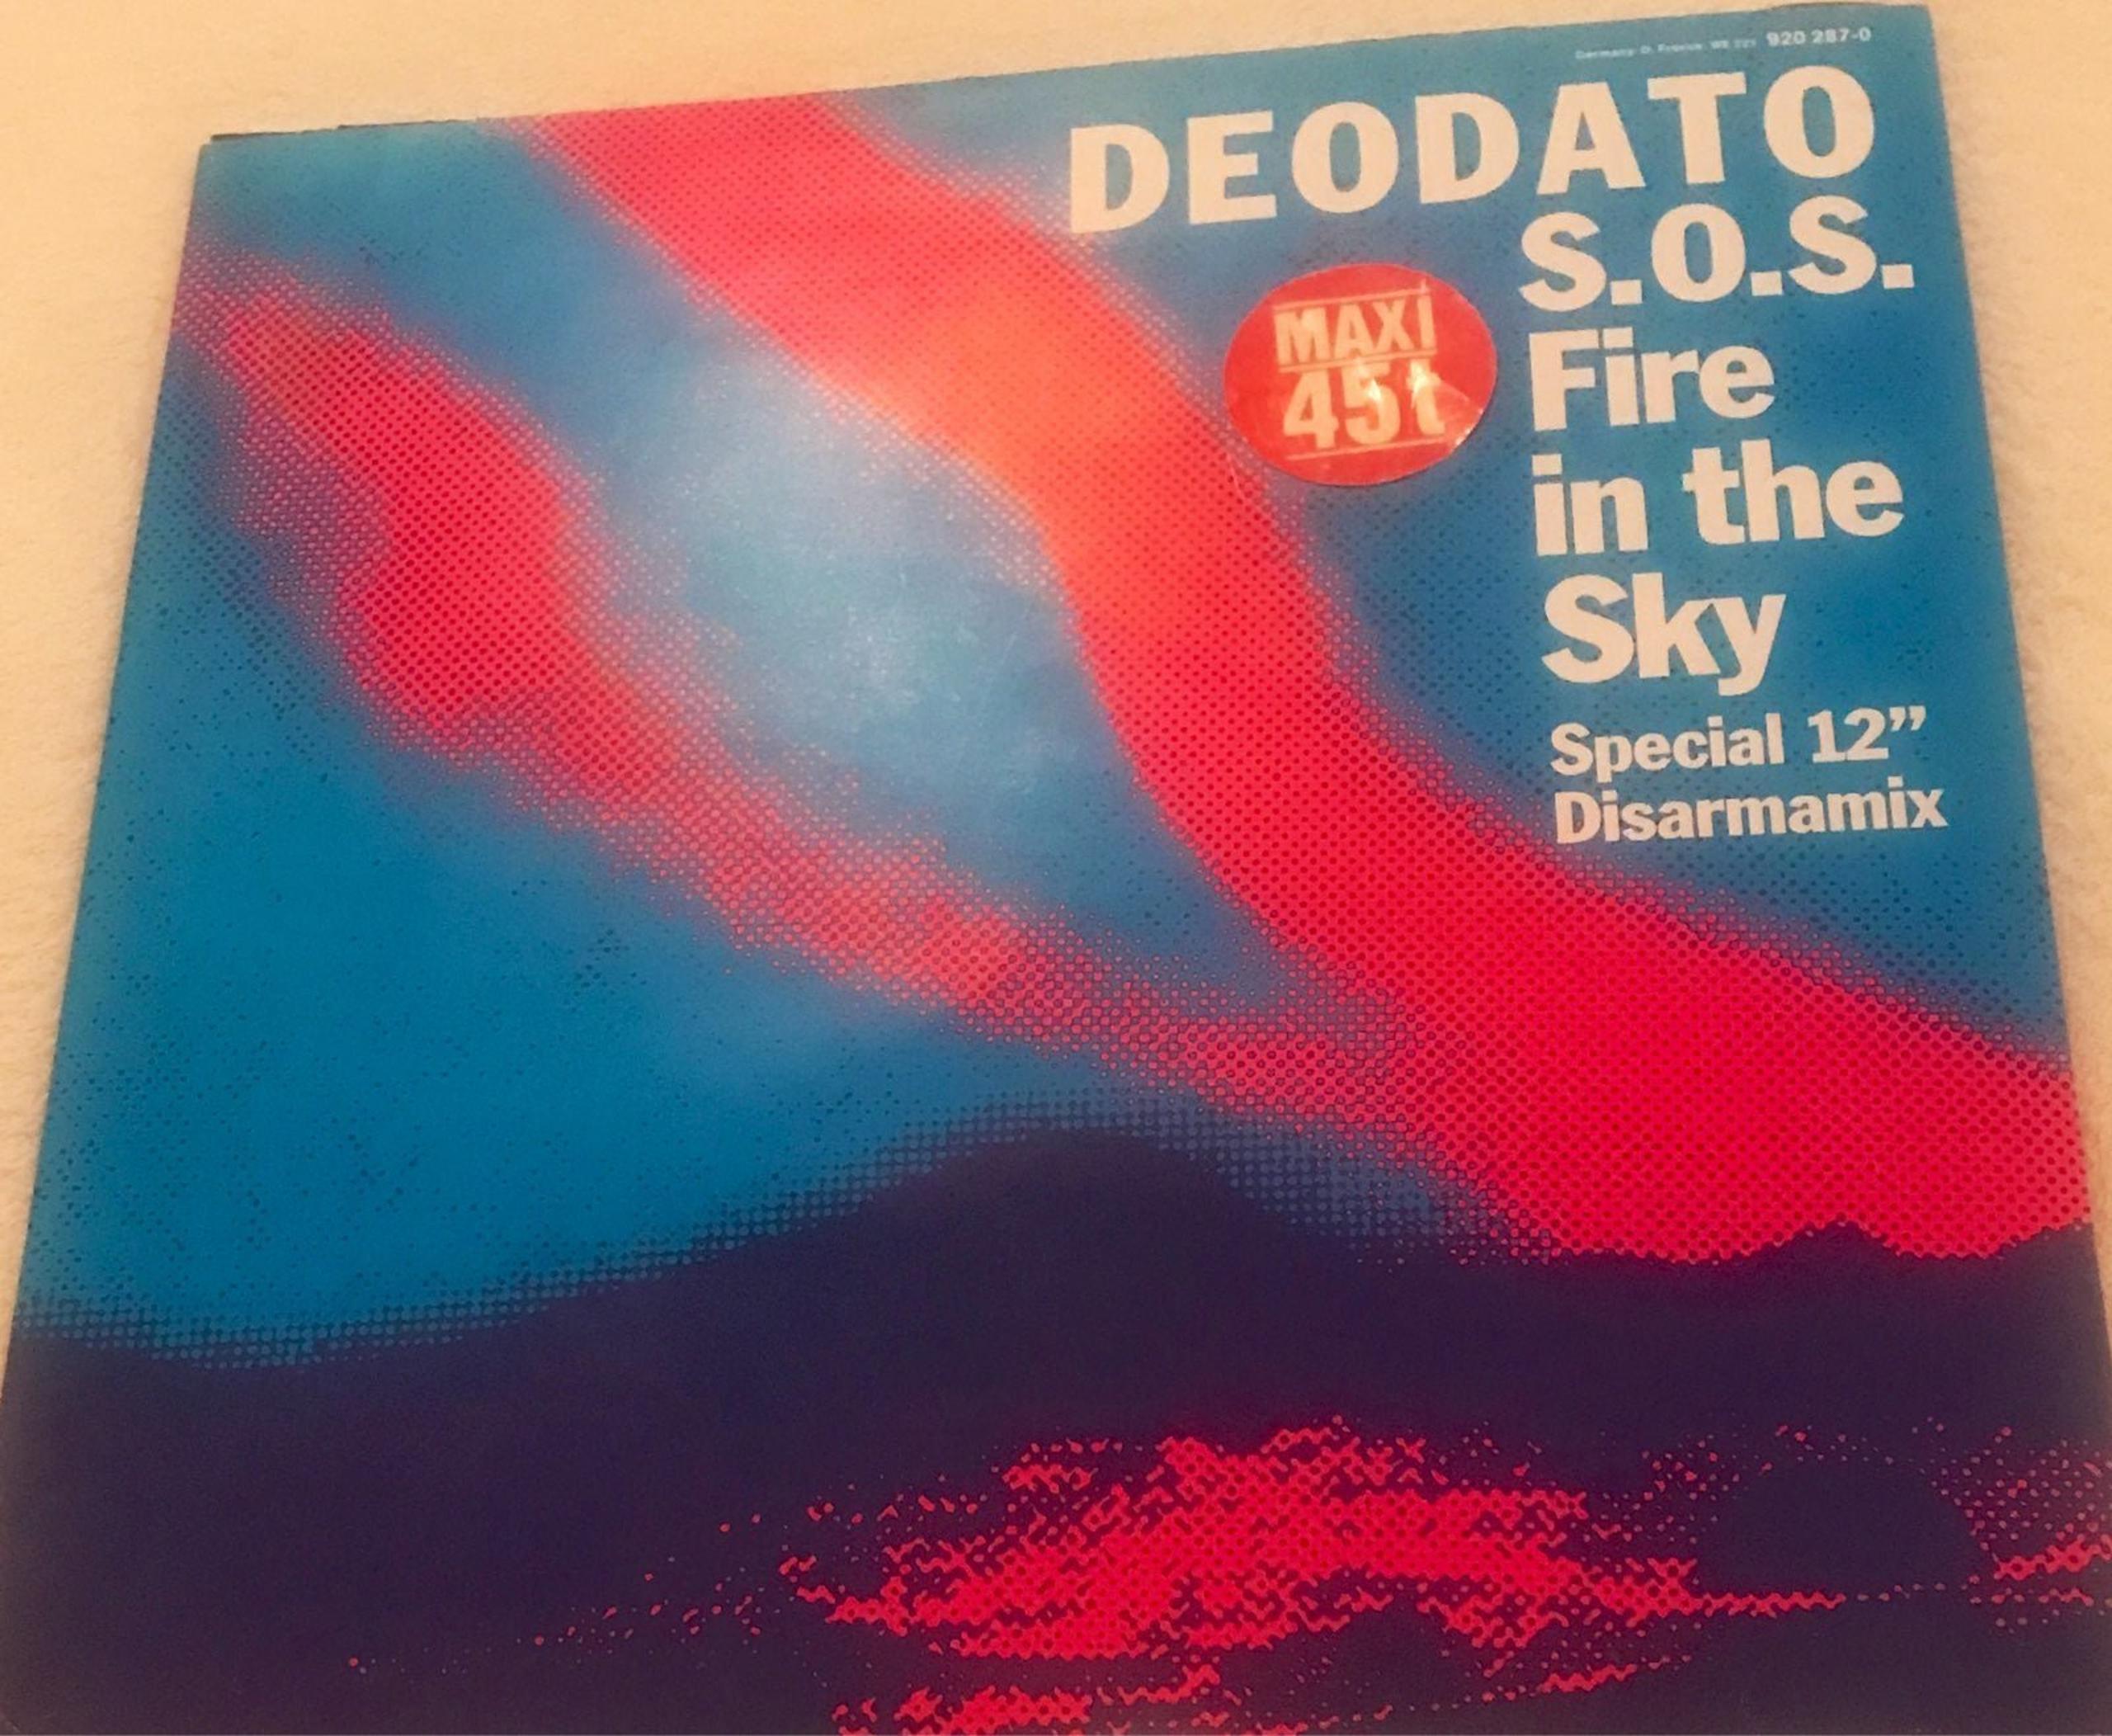 920 287-0
DEODATO
S.O.S.
Fire
in the
Sky
Special 12”
Disarmamix
MAXI
45t